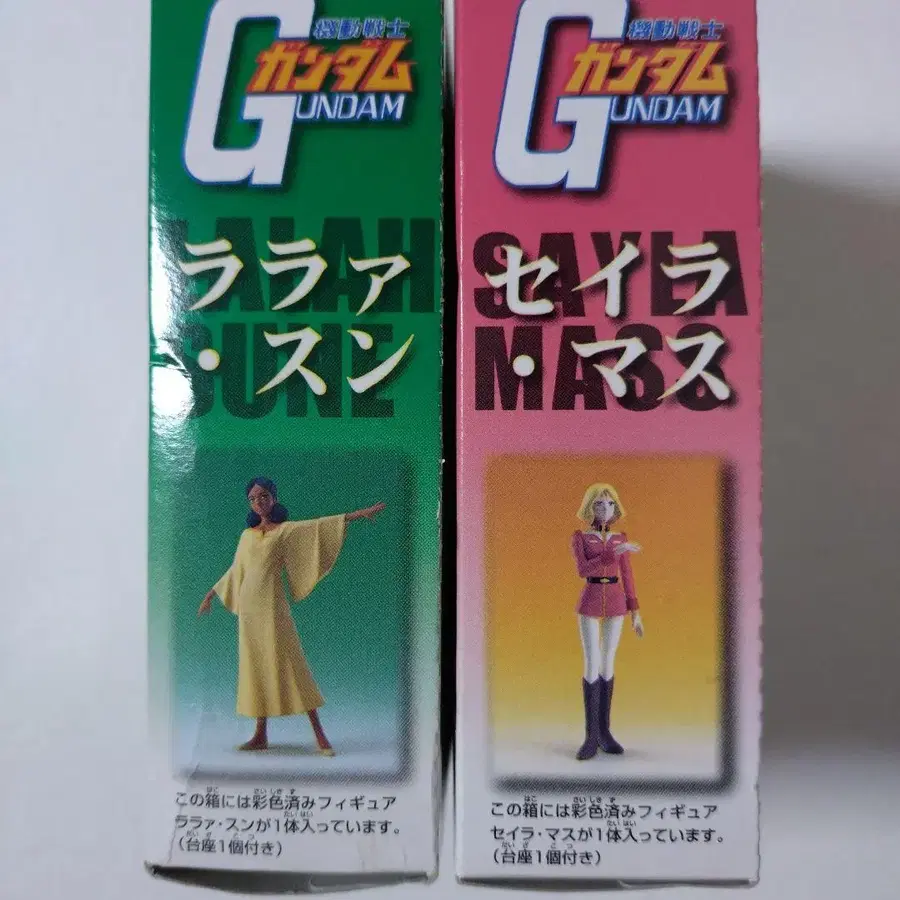 機動戦士
ガンダム
GUNDAM
LALAH
SUNE
ララァ
・スン
この箱には彩色済みフィギュア
ララァ・スンが1体入っています。
(台座1個付き)
機動戦士
ガンダム
GUNDAM
SAYLA
MASS
セイラ
・マス
この箱には彩色済みフィギュア
セイラ・マスが1体入っています。
(台座1個付き)